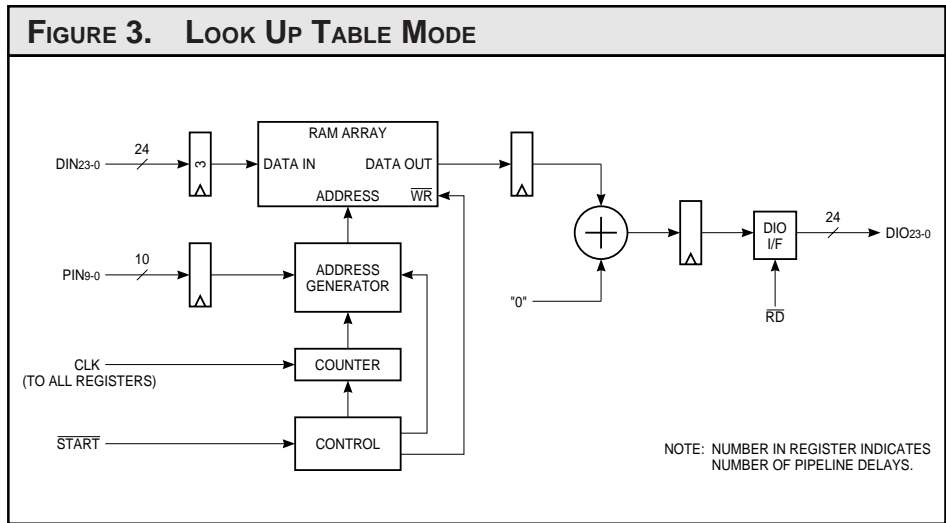 FIGURE 3. LOOK UP TABLE MODE
RAM ARRAY
DIN23-0
24
3
DATA IN
DATA OUT
ADDRESS
WR
PIN9-0
10
ADDRESS
GENERATOR
"0"
DIO
I/F
24
DIO23-0
RD
CLK
(TO ALL REGISTERS)
COUNTER
START
CONTROL
NOTE: NUMBER IN REGISTER INDICATES
NUMBER OF PIPELINE DELAYS.